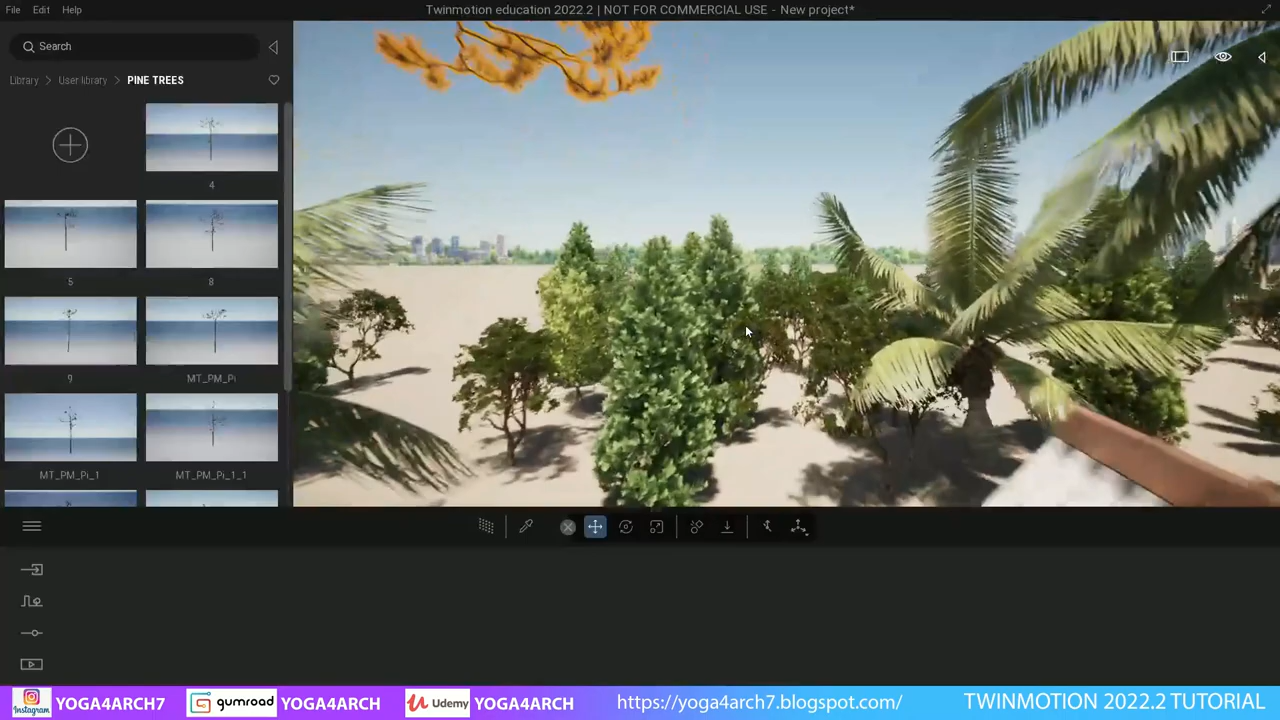 File Edit Help
Twinmotion education 2022.2 | NOT FOR COMMERCIAL USE - New project*
Search
Library > User library > PINE TREES
4
5
8
9
MT_PM_Pi
MT_PM_Pi_1
MT_PM_Pi_1_1
Instagram YOGA4ARCH7 gumroad YOGA4ARCH Udemy YOGA4ARCH https://yoga4arch7.blogspot.com/ TWINMOTION 2022.2 TUTORIAL